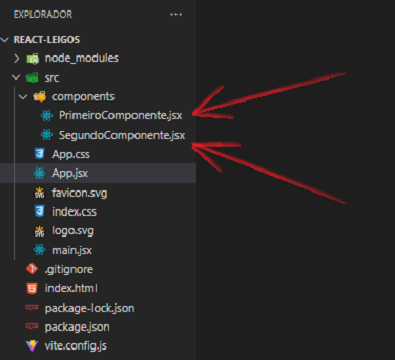 EXPLORADOR ...
REACT-LEIGOS
node_modules
src
components
PrimeiroComponente.jsx
SegundoComponente.jsx
App.css
App.jsx
favicon.svg
index.css
logo.svg
main.jsx
.gitignore
index.html
package-lock.json
package.json
vite.config.js